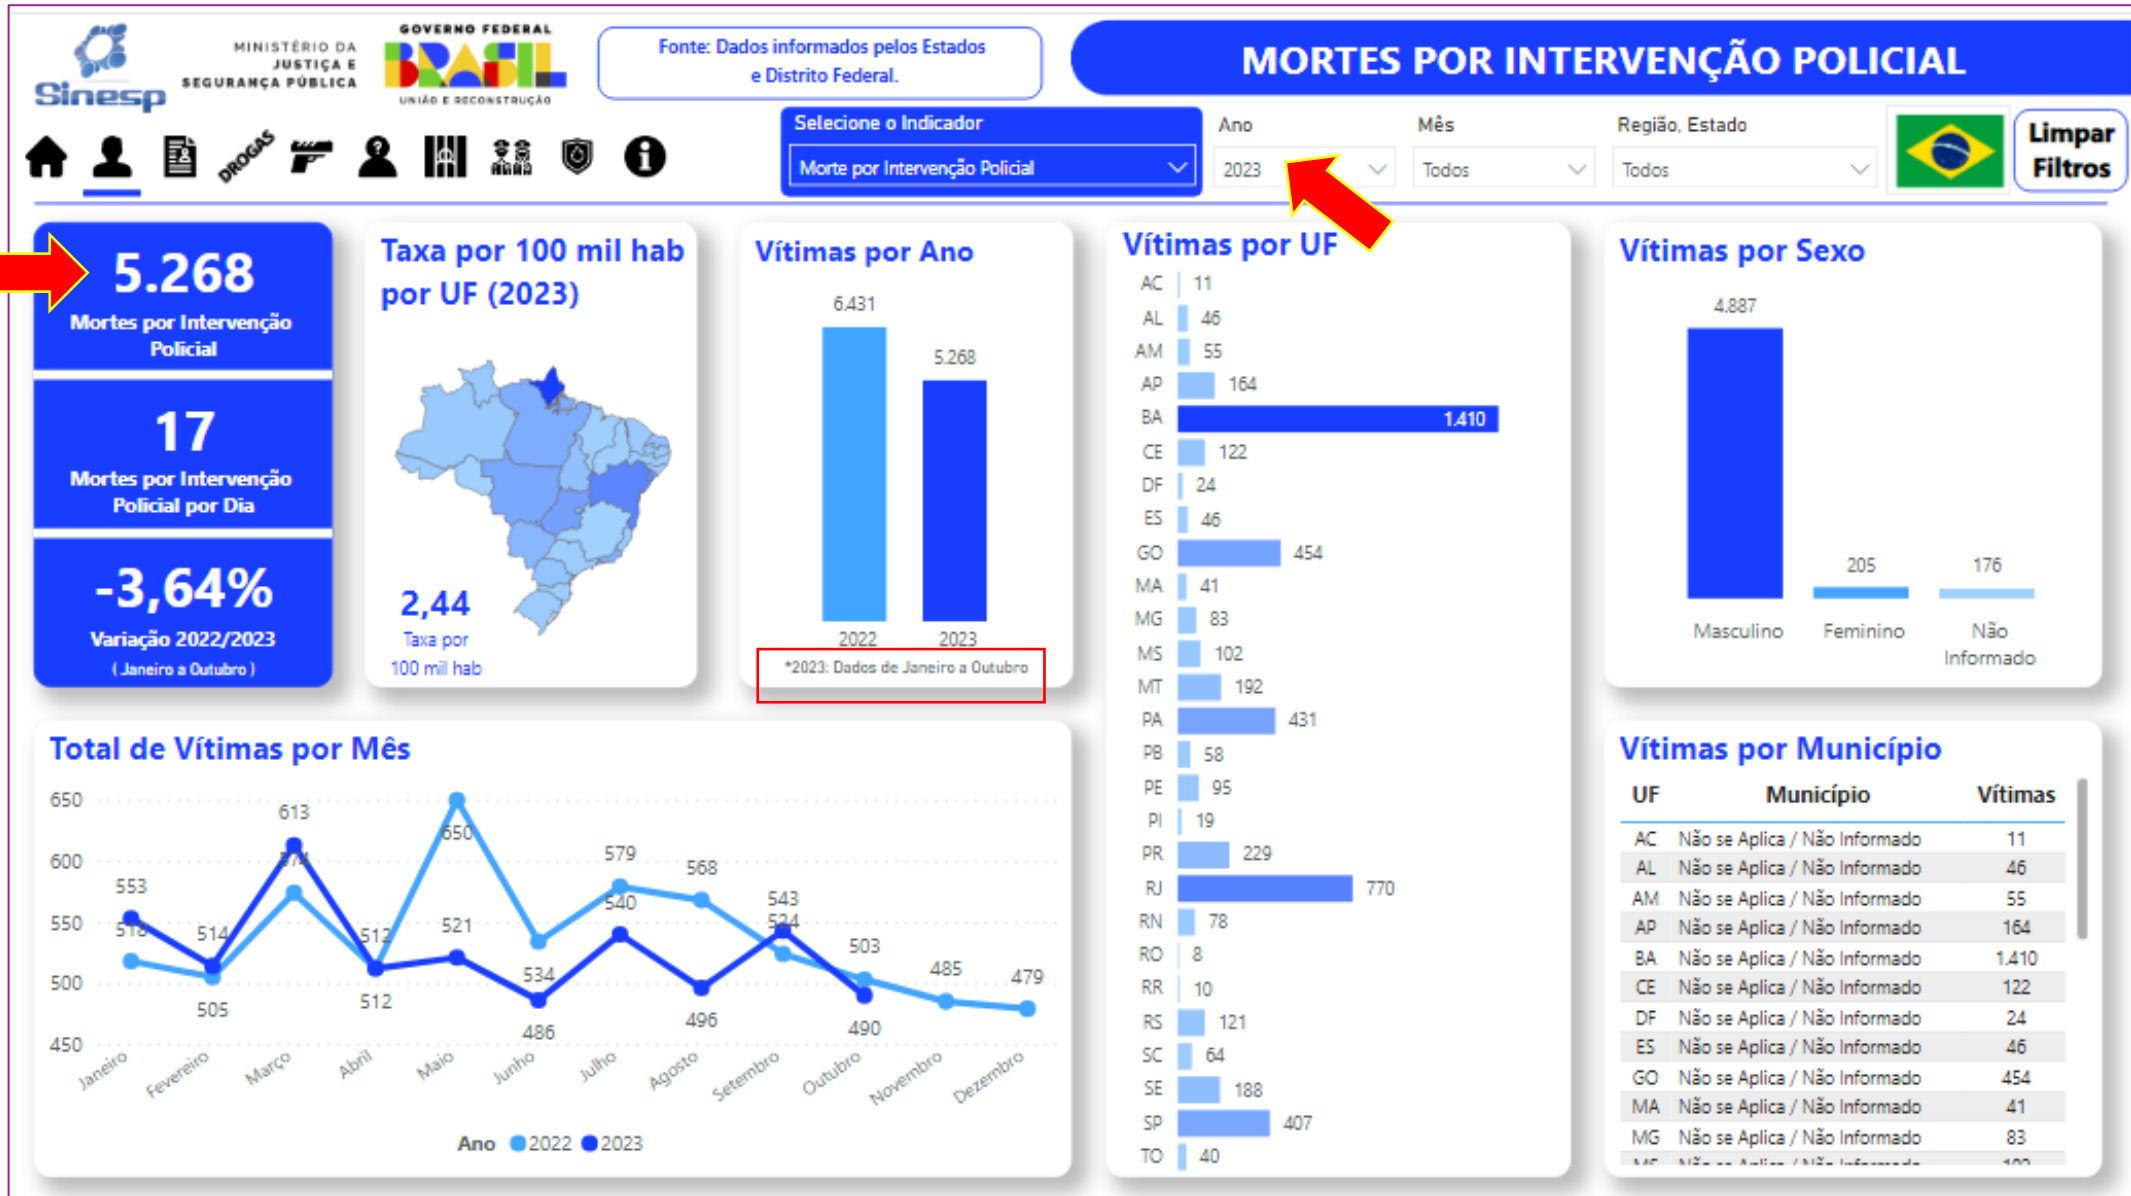 Sinesp
MINISTÉRIO DA
JUSTIÇA E
SEGURANÇA PÚBLICA
GOVERNO FEDERAL
BRASIL
UNIÃO E RECONSTRUÇÃO
Fonte: Dados informados pelos Estados
e Distrito Federal.
MORTES POR INTERVENÇÃO POLICIAL
DROGAS
Selecione o Indicador
Morte por Intervenção Policial
Ano
2023
Mês
Todos
Região, Estado
Todos
Limpar
Filtros
5.268
Mortes por Intervenção
Policial
17
Mortes por Intervenção
Policial por Dia
-3,64%
Variação 2022/2023
( Janeiro a Outubro )
Taxa por 100 mil hab
por UF (2023)
2,44
Taxa por
100 mil hab
Vítimas por Ano
6.431
5.268
2022 2023
*2023: Dados de Janeiro a Outubro
Vítimas por UF
AC 11
AL 46
AM 55
AP 164
BA 1.410
CE 122
DF 24
ES 46
GO 454
MA 41
MG 83
MS 102
MT 192
PA 431
PB 58
PE 95
PI 19
PR 229
RJ 770
RN 78
RO 8
RR 10
RS 121
SC 64
SE 188
SP 407
TO 40
Vítimas por Sexo
4.887
205
176
Masculino Feminino Não
Informado
Total de Vítimas por Mês
650
600
550
500
450
553
518
514
505
613
574
512
512
650
521
534
486
579
540
568
496
543
524
503
490
485
479
Janeiro Fevereiro Março Abril Maio Junho Julho Agosto Setembro Outubro Novembro Dezembro
Ano 2022 2023
Vítimas por Município
UF Município Vítimas
AC Não se Aplica / Não Informado 11
AL Não se Aplica / Não Informado 46
AM Não se Aplica / Não Informado 55
AP Não se Aplica / Não Informado 164
BA Não se Aplica / Não Informado 1.410
CE Não se Aplica / Não Informado 122
DF Não se Aplica / Não Informado 24
ES Não se Aplica / Não Informado 46
GO Não se Aplica / Não Informado 454
MA Não se Aplica / Não Informado 41
MG Não se Aplica / Não Informado 83